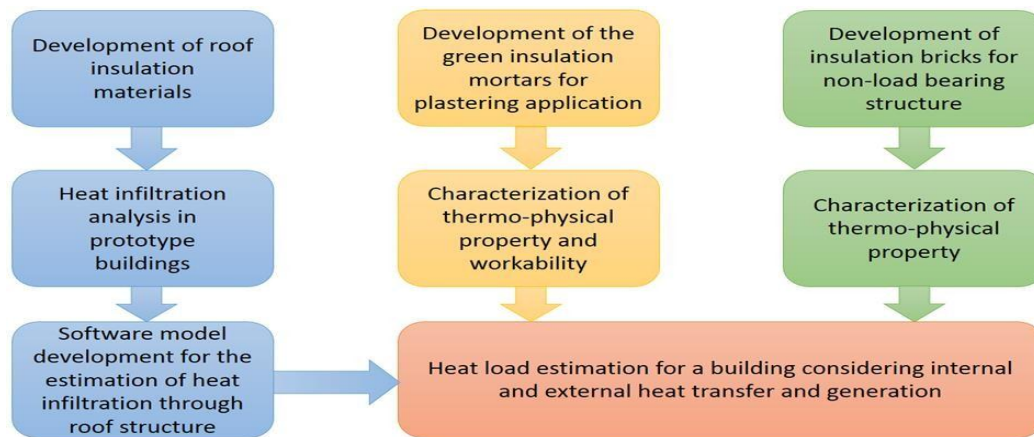 Development of roof
insulation
materials
Development of the
green insulation
mortars for
plastering application
Development of
insulation bricks for
non-load bearing
structure
Heat infiltration
analysis in
prototype
buildings
Characterization of
thermo-physical
property and
workability
Characterization of
thermo-physical
property
Software model
development for the
estimation of heat
infiltration through
roof structure
Heat load estimation for a building considering internal
and external heat transfer and generation